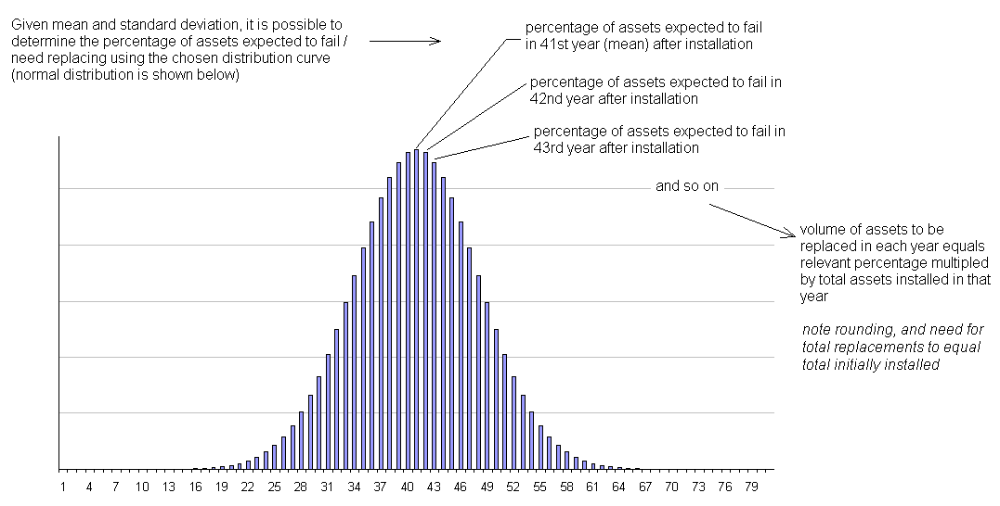 Given mean and standard deviation, it is possible to
determine the percentage of assets expected to fail /
need replacing using the chosen distribution curve
(normal distribution is shown below)
percentage of assets expected to fail
in 41st year (mean) after installation
percentage of assets expected to fail in
42nd year after installation
percentage of assets expected to fail in
43rd year after installation
and so on
volume of assets to be
replaced in each year equals
relevant percentage multipled
by total assets installed in that
year
note rounding, and need for
total replacements to equal
total initially installed
1 4 7 10 13 16 19 22 25 28 31 34 37 40 43 46 49 52 55 58 61 64 67 70 73 76 79